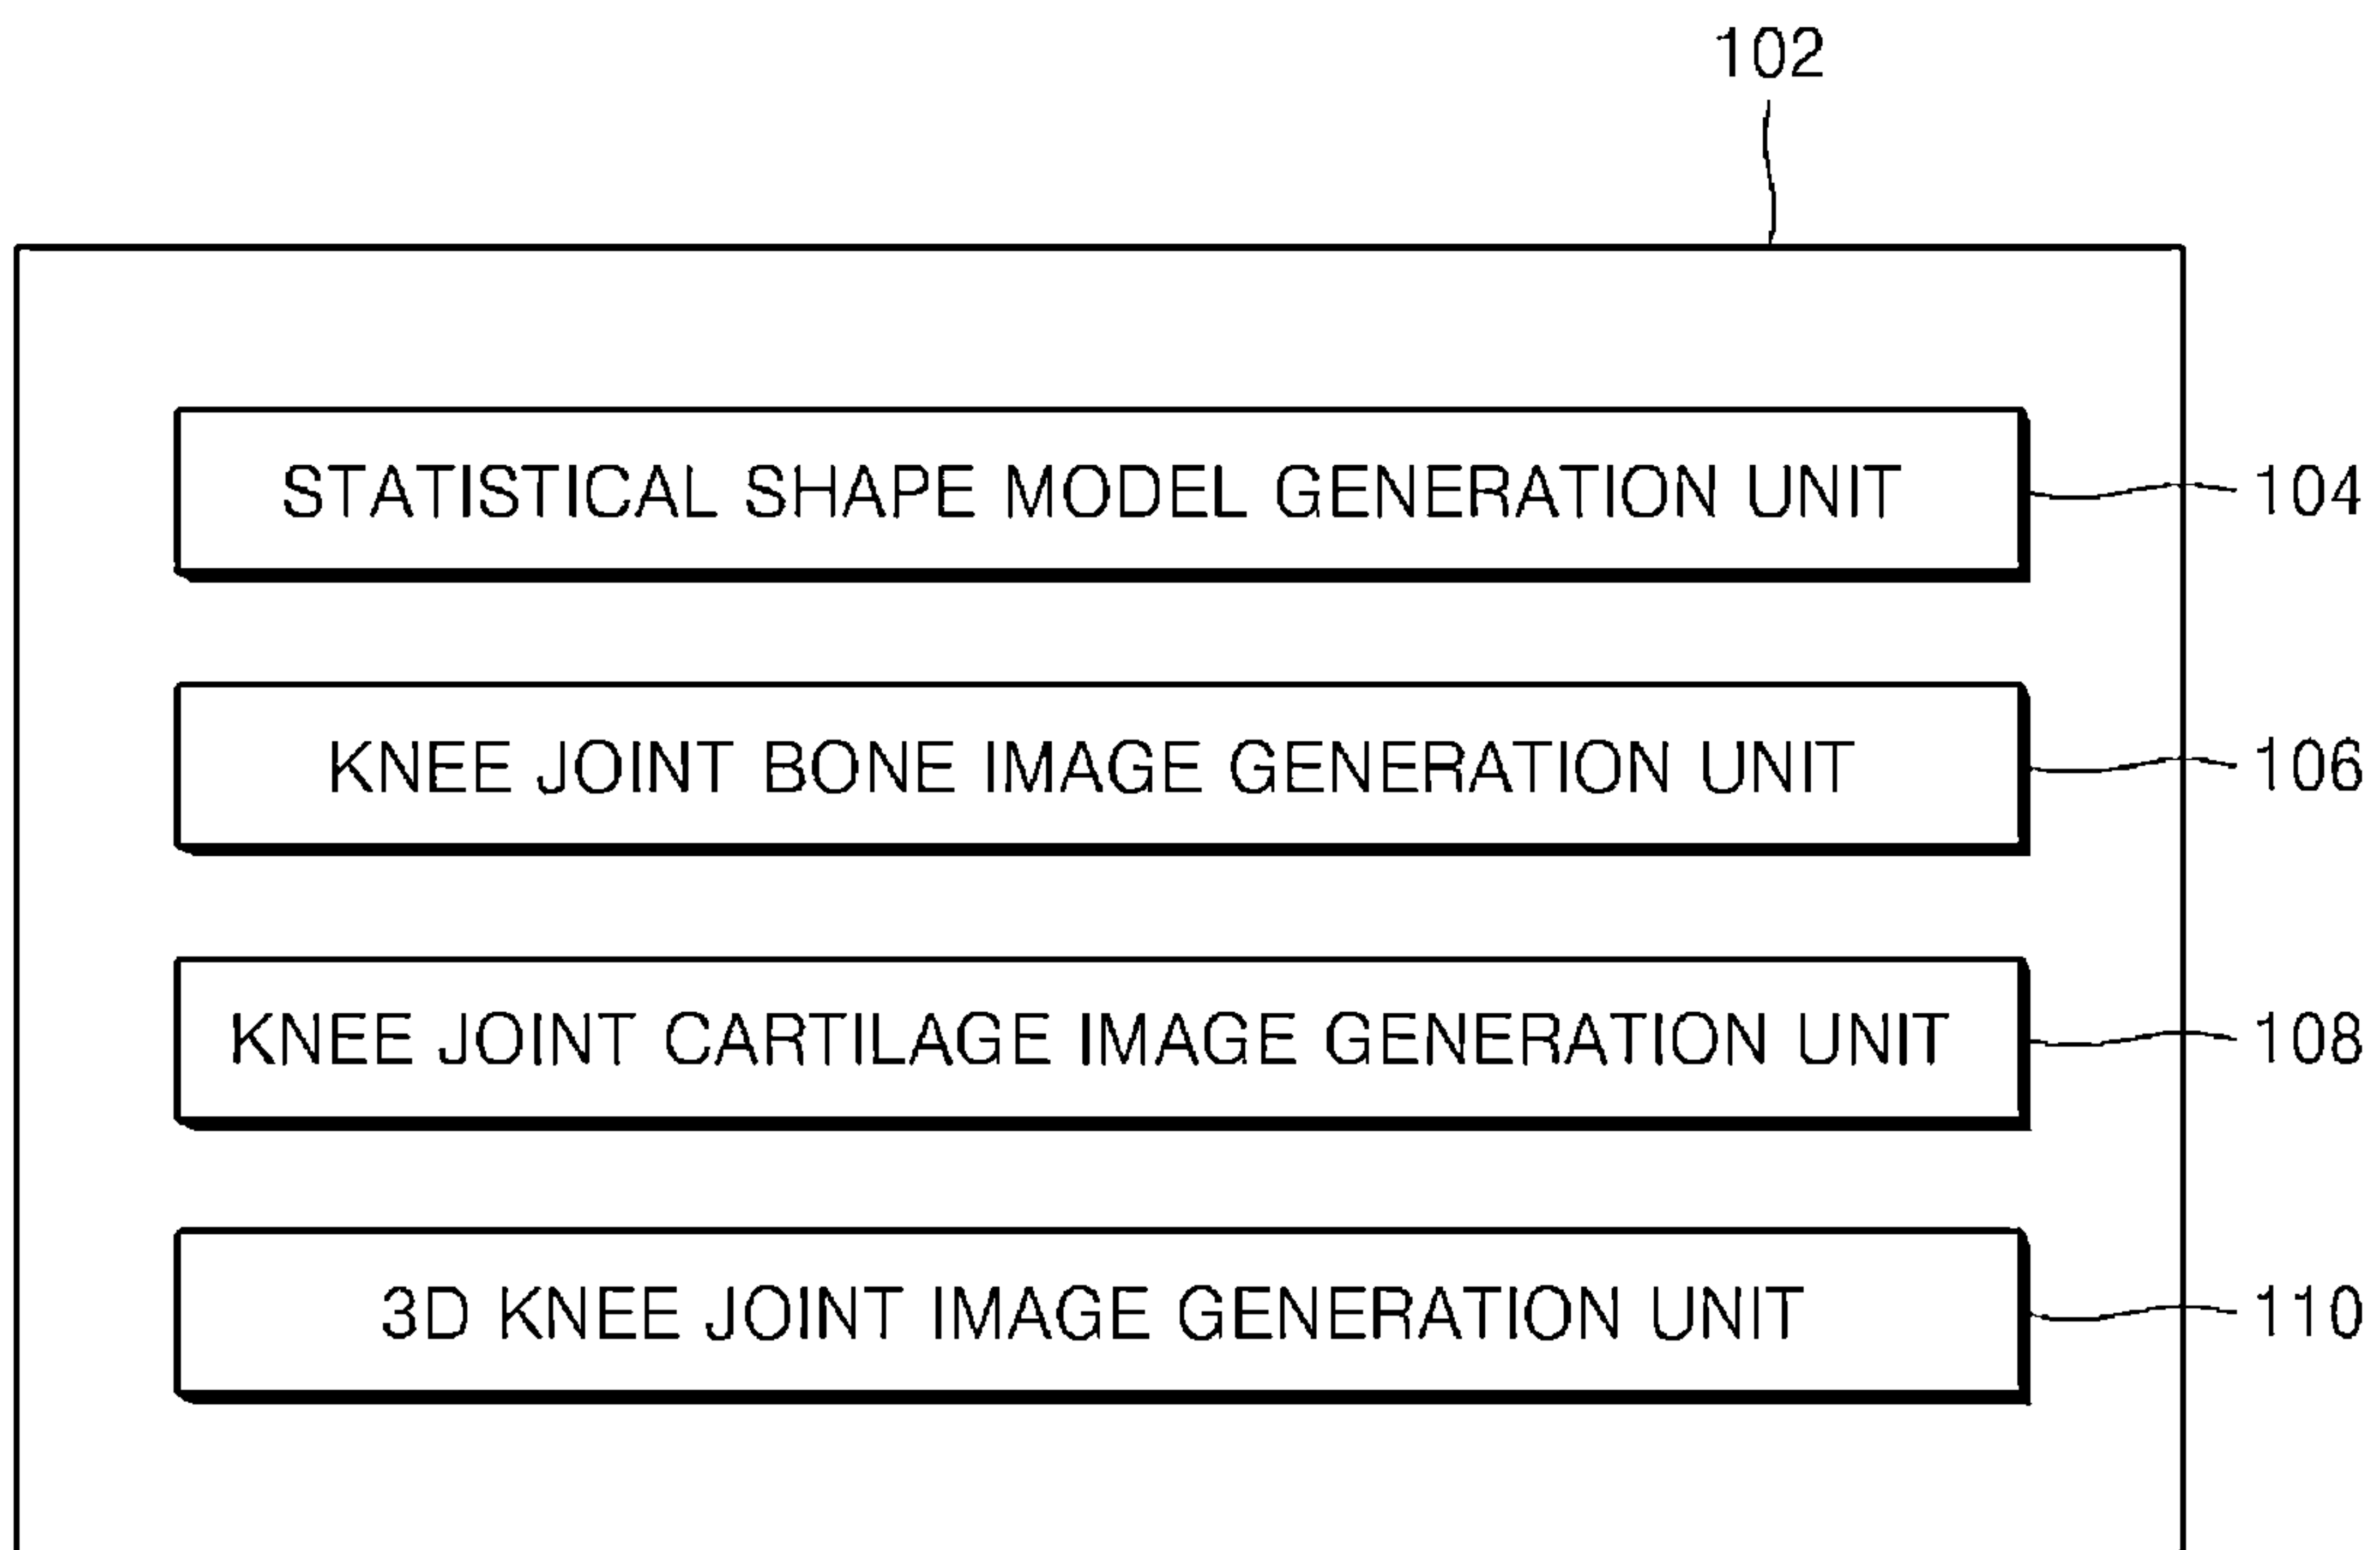 102
STATISTICAL SHAPE MODEL GENERATION UNIT
104
KNEE JOINT BONE IMAGE GENERATION UNIT
106
KNEE JOINT CARTILAGE IMAGE GENERATION UNIT
108
3D KNEE JOINT IMAGE GENERATION UNIT
110